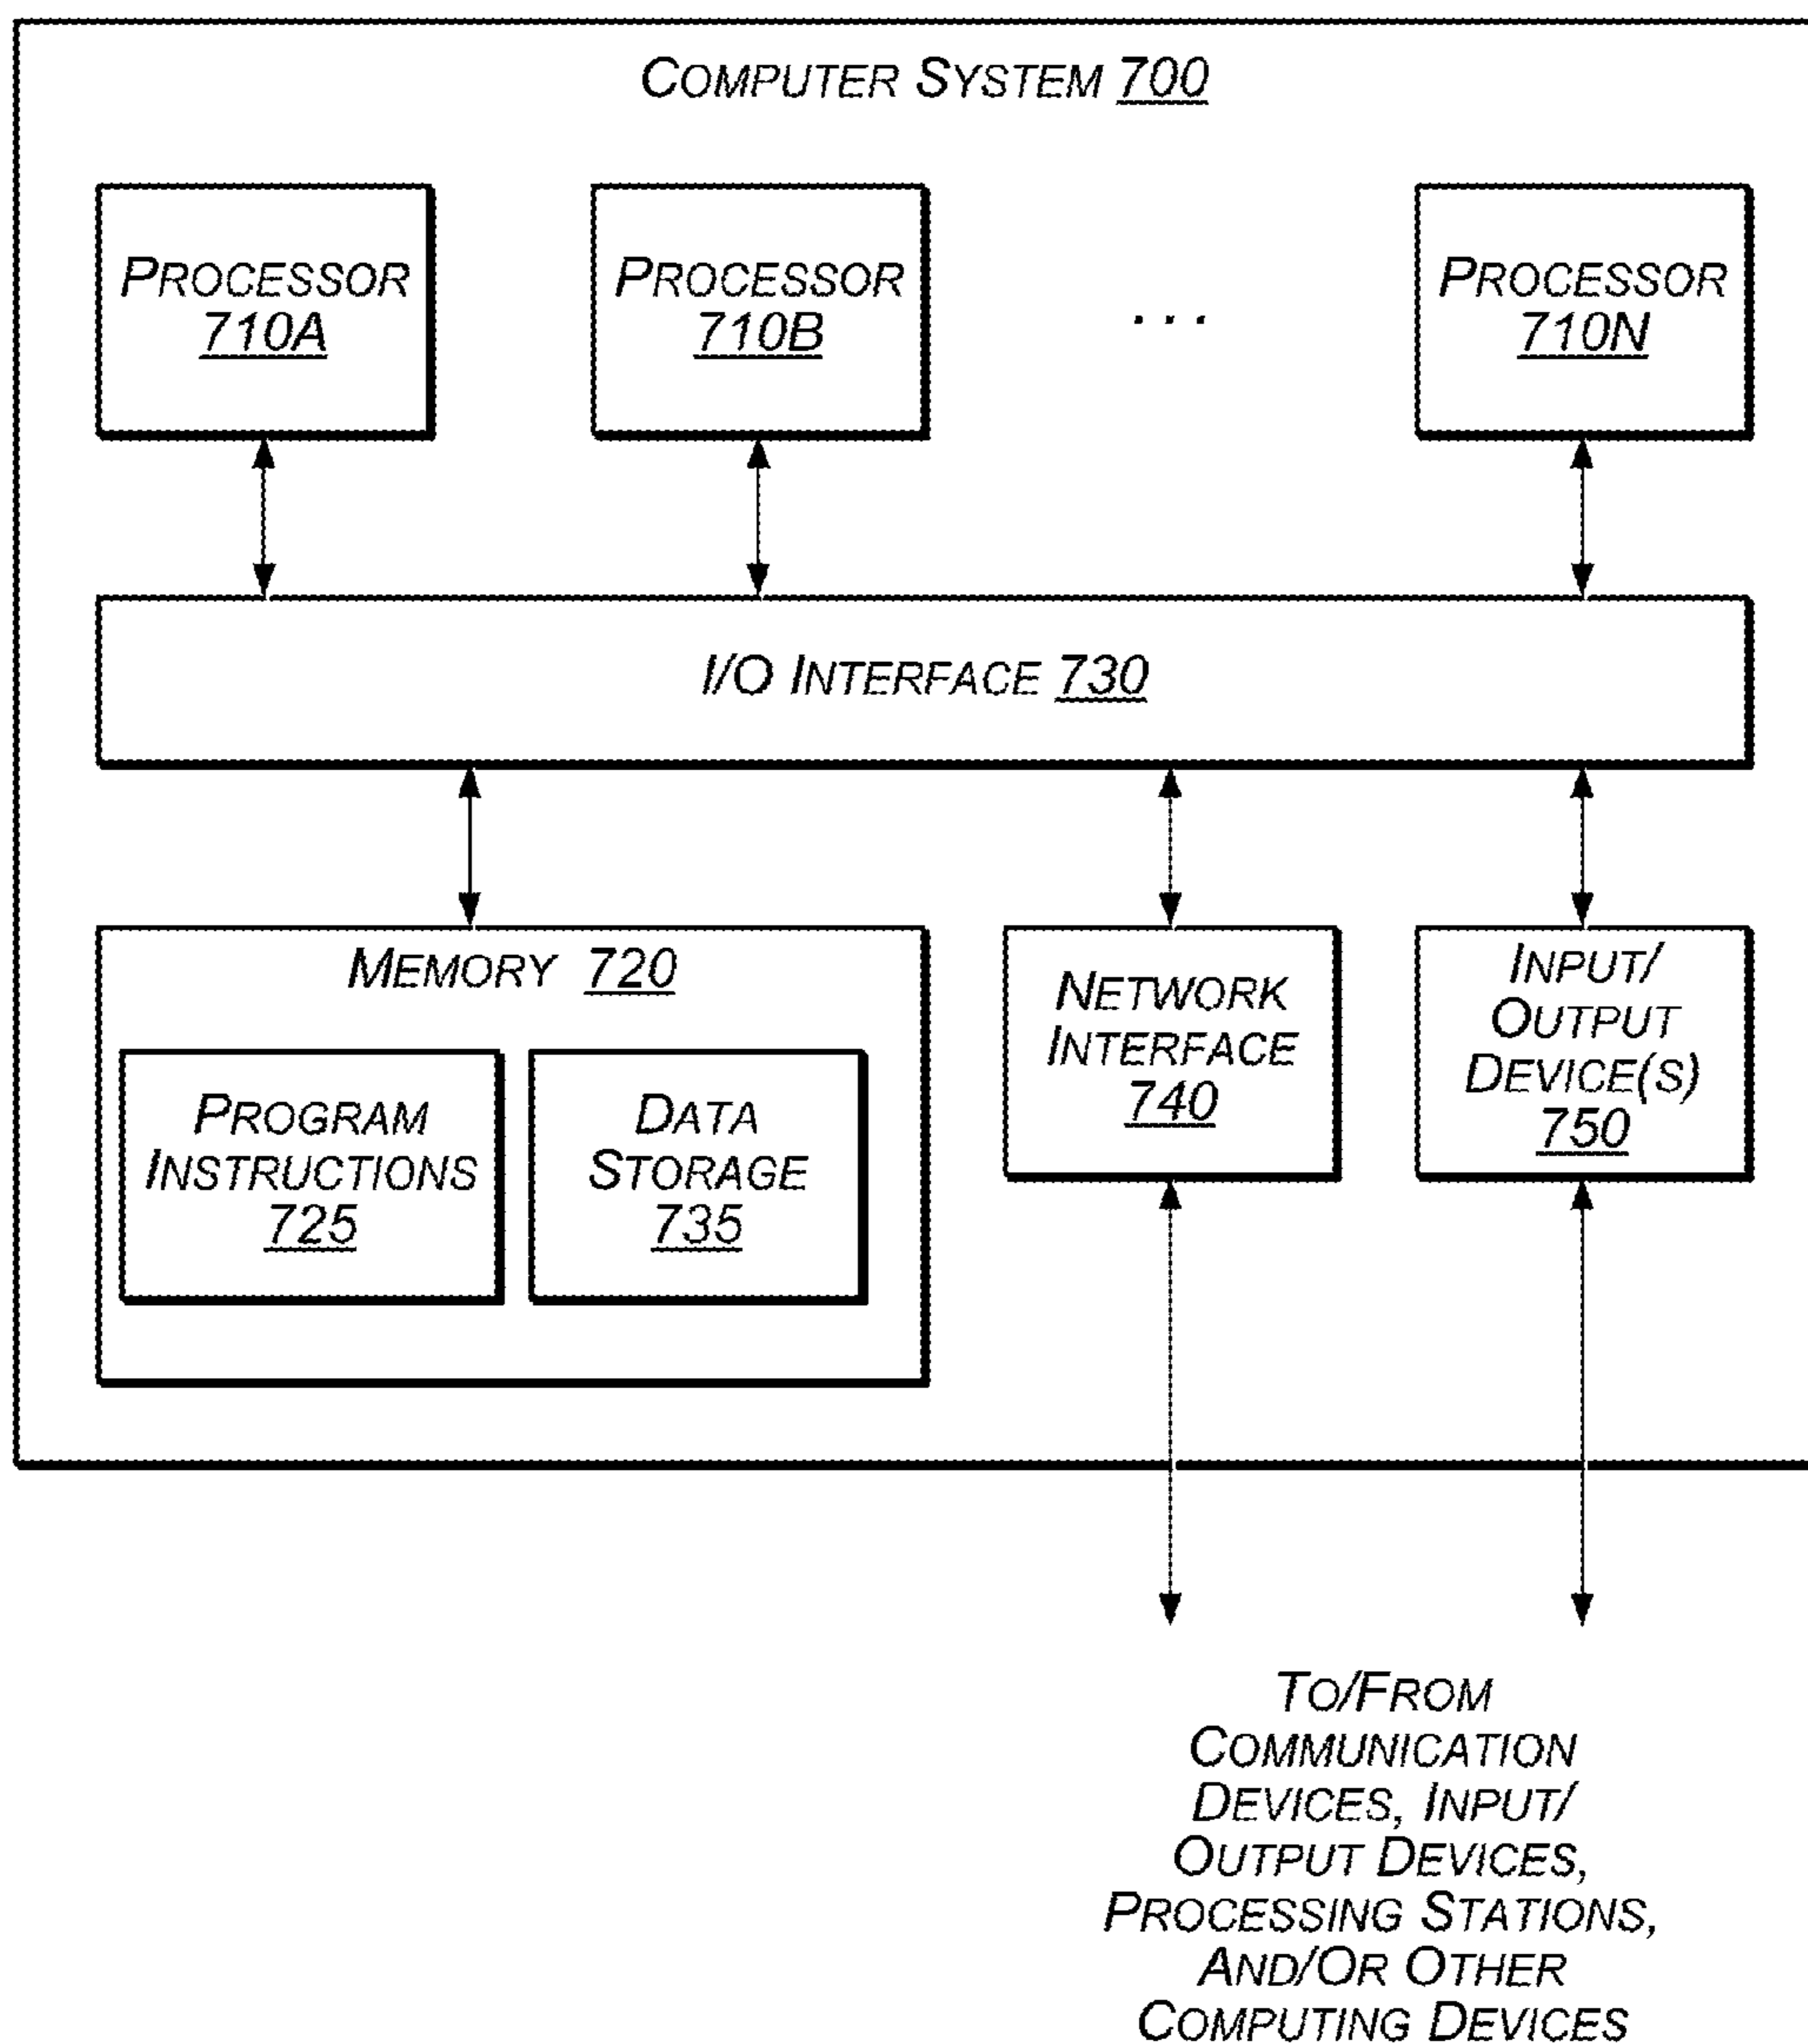 COMPUTER SYSTEM 700
PROCESSOR
710A
PROCESSOR
710B
. . .
PROCESSOR
710N
I/O INTERFACE 730
MEMORY 720
PROGRAM
INSTRUCTIONS
725
DATA
STORAGE
735
NETWORK
INTERFACE
740
INPUT/
OUTPUT
DEVICE(S)
750
TO/FROM
COMMUNICATION
DEVICES, INPUT/
OUTPUT DEVICES,
PROCESSING STATIONS,
AND/OR OTHER
COMPUTING DEVICES